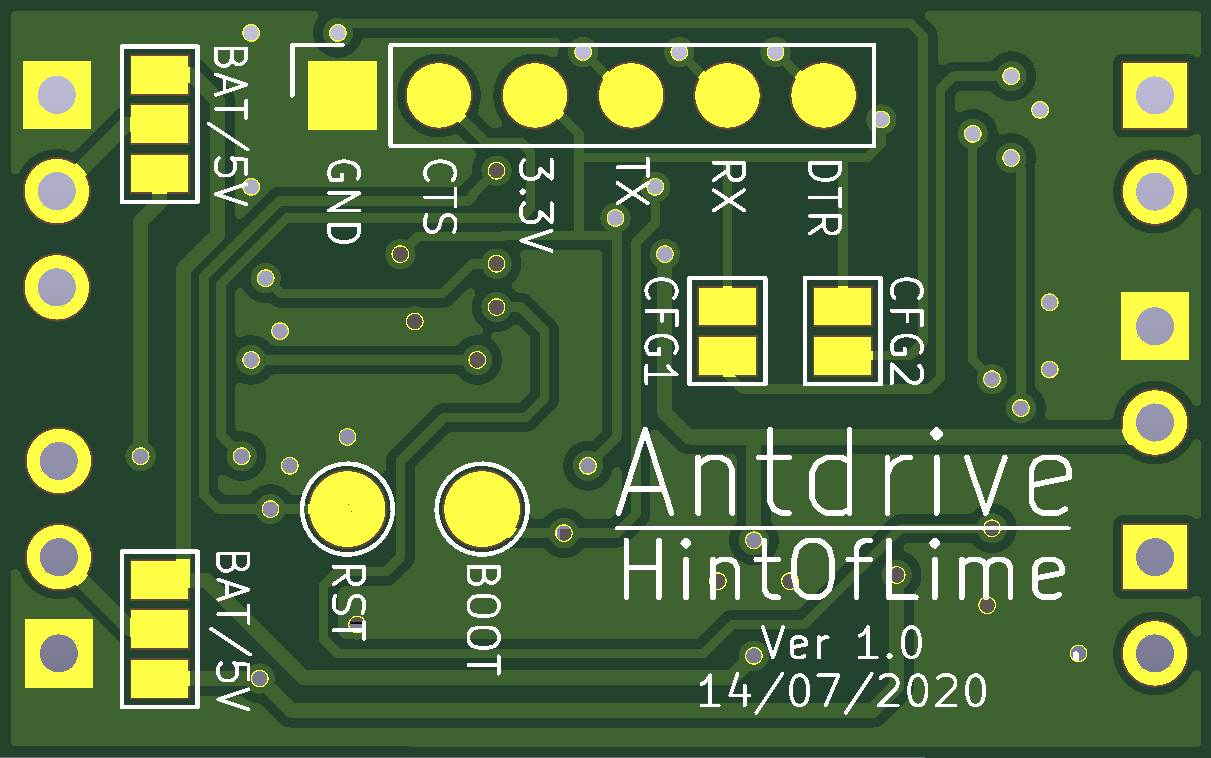 BAT/5V
GND
CTS
3.3V
TX
RX
DTR
CFG1
CFG2
Antdrive
HintOfLime
RST
BOOT
BAT/5V
Ver 1.0
14/07/2020